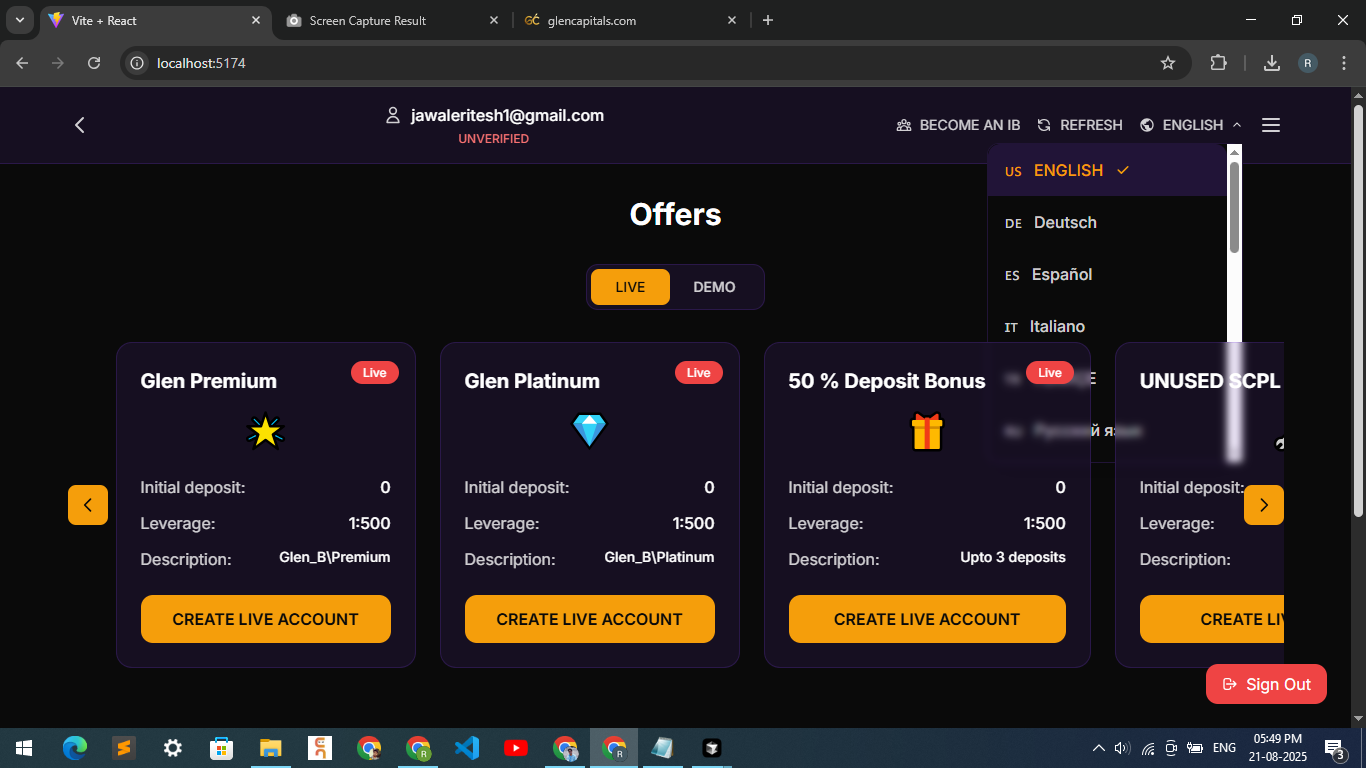 Vite + React
Screen Capture Result
glencapitals.com
localhost:5174
R
jawaleritesh1@gmail.com
UNVERIFIED
BECOME AN IB
REFRESH
ENGLISH
US ENGLISH
DE Deutsch
ES Español
IT Italiano
Offers
LIVE
DEMO
Glen Premium
Live
Initial deposit: 0
Leverage: 1:500
Description: Glen_B\Premium
CREATE LIVE ACCOUNT
Glen Platinum
Live
Initial deposit: 0
Leverage: 1:500
Description: Glen_B\Platinum
CREATE LIVE ACCOUNT
50 % Deposit Bonus
Live
Initial deposit: 0
Leverage: 1:500
Description: Upto 3 deposits
CREATE LIVE ACCOUNT
UNUSED SCPL
Initial deposit:
Leverage:
Description:
CREATE LIV
Sign Out
ENG
05:49 PM
21-08-2025
3